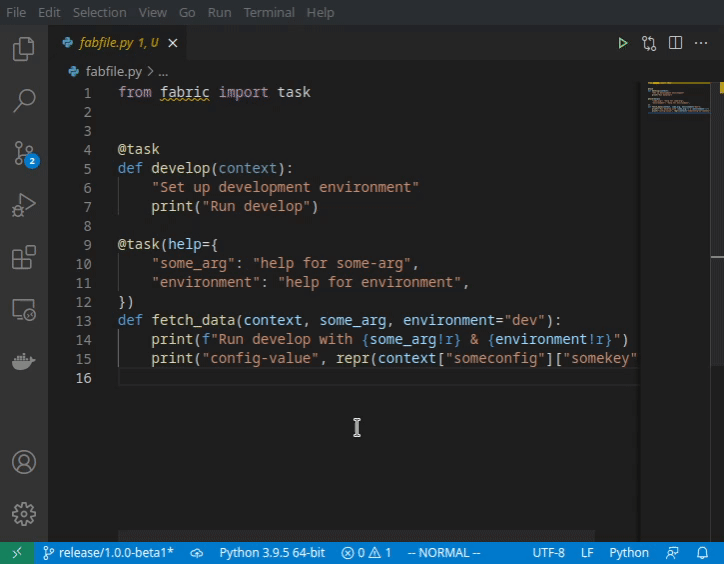 File Edit Selection View Go Run Terminal Help
fabfile.py 1, U
fabfile.py > ...
1 from fabric import task
2
3
4 @task
5 def develop(context):
6 "Set up development environment"
7 print("Run develop")
8
9 @task(help={
10 "some_arg": "help for some-arg",
11 "environment": "help for environment",
12 })
13 def fetch_data(context, some_arg, environment="dev"):
14 print(f"Run develop with {some_arg!r} & {environment!r}")
15 print("config-value", repr(context["someconfig"]["somekey"
16
2
release/1.0.0-beta1* Python 3.9.5 64-bit 0 1 -- NORMAL -- UTF-8 LF Python